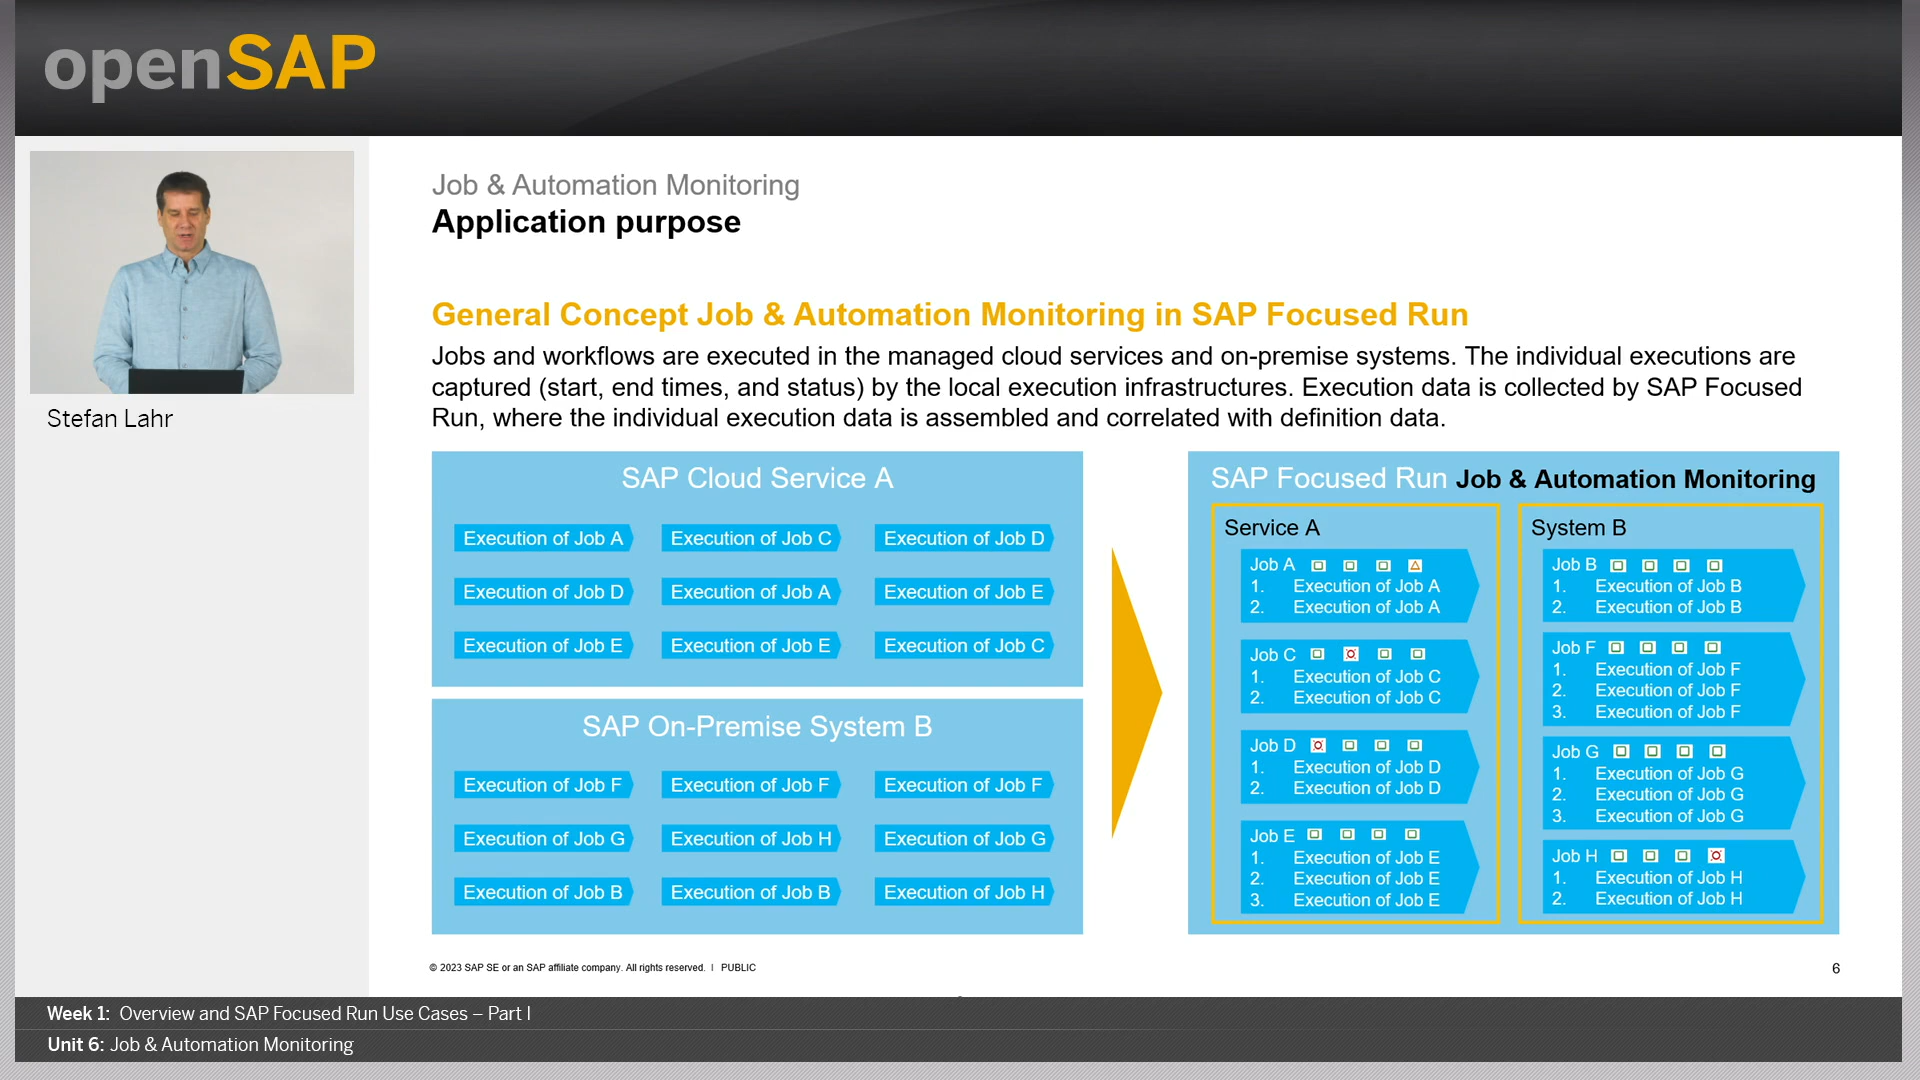 openSAP
Stefan Lahr
Job & Automation Monitoring
Application purpose
General Concept Job & Automation Monitoring in SAP Focused Run
Jobs and workflows are executed in the managed cloud services and on-premise systems. The individual executions are
captured (start, end times, and status) by the local execution infrastructures. Execution data is collected by SAP Focused
Run, where the individual execution data is assembled and correlated with definition data.
SAP Cloud Service A
Execution of Job A Execution of Job C Execution of Job D
Execution of Job D Execution of Job A Execution of Job E
Execution of Job E Execution of Job E Execution of Job C
SAP On-Premise System B
Execution of Job F Execution of Job F Execution of Job F
Execution of Job G Execution of Job H Execution of Job G
Execution of Job B Execution of Job B Execution of Job H
SAP Focused Run Job & Automation Monitoring
Service A
Job A
1. Execution of Job A
2. Execution of Job A
Job C
1. Execution of Job C
2. Execution of Job C
Job D
1. Execution of Job D
2. Execution of Job D
Job E
1. Execution of Job E
2. Execution of Job E
3. Execution of Job E
System B
Job B
1. Execution of Job B
2. Execution of Job B
Job F
1. Execution of Job F
2. Execution of Job F
3. Execution of Job F
Job G
1. Execution of Job G
2. Execution of Job G
3. Execution of Job G
Job H
1. Execution of Job H
2. Execution of Job H
© 2023 SAP SE or an SAP affiliate company. All rights reserved. | PUBLIC
6
Week 1: Overview and SAP Focused Run Use Cases – Part I
Unit 6: Job & Automation Monitoring